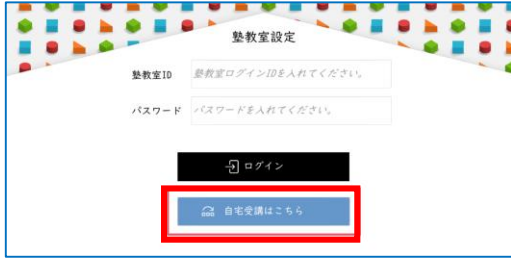 塾教室設定
塾教室ID 塾教室ログインIDを入れてください。
パスワード パスワードを入れてください。
ログイン
自宅受講はこちら